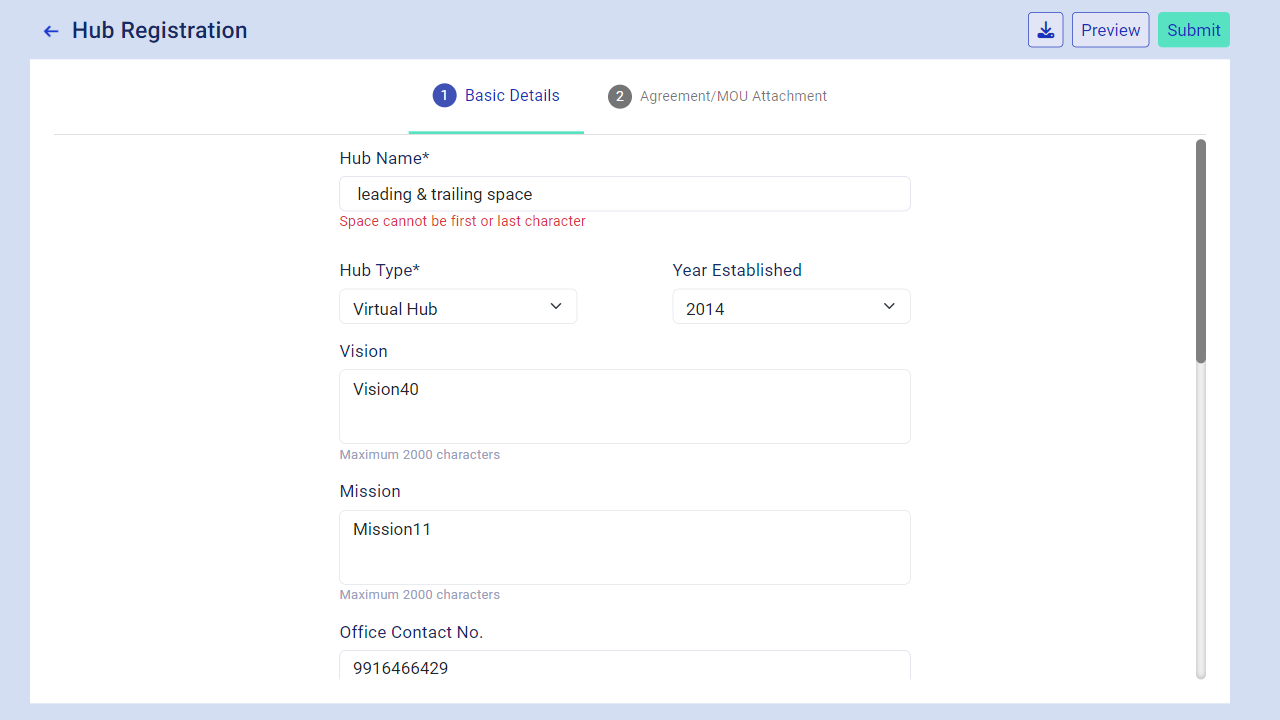 Hub Registration
Preview
Submit
1 Basic Details
2 Agreement/MOU Attachment
Hub Name*
leading & trailing space
Space cannot be first or last character
Hub Type*
Year Established
Virtual Hub
2014
Vision
Vision40
Maximum 2000 characters
Mission
Mission11
Maximum 2000 characters
Office Contact No.
9916466429